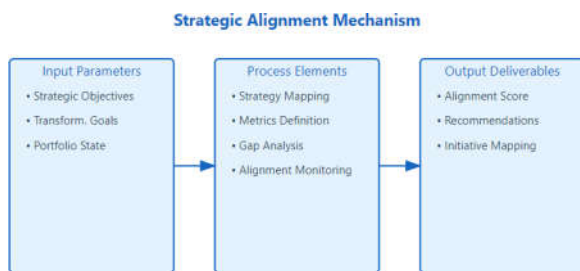 Strategic Alignment Mechanism
Input Parameters
• Strategic Objectives
• Transform. Goals
• Portfolio State
Process Elements
• Strategy Mapping
• Metrics Definition
• Gap Analysis
• Alignment Monitoring
Output Deliverables
• Alignment Score
• Recommendations
• Initiative Mapping